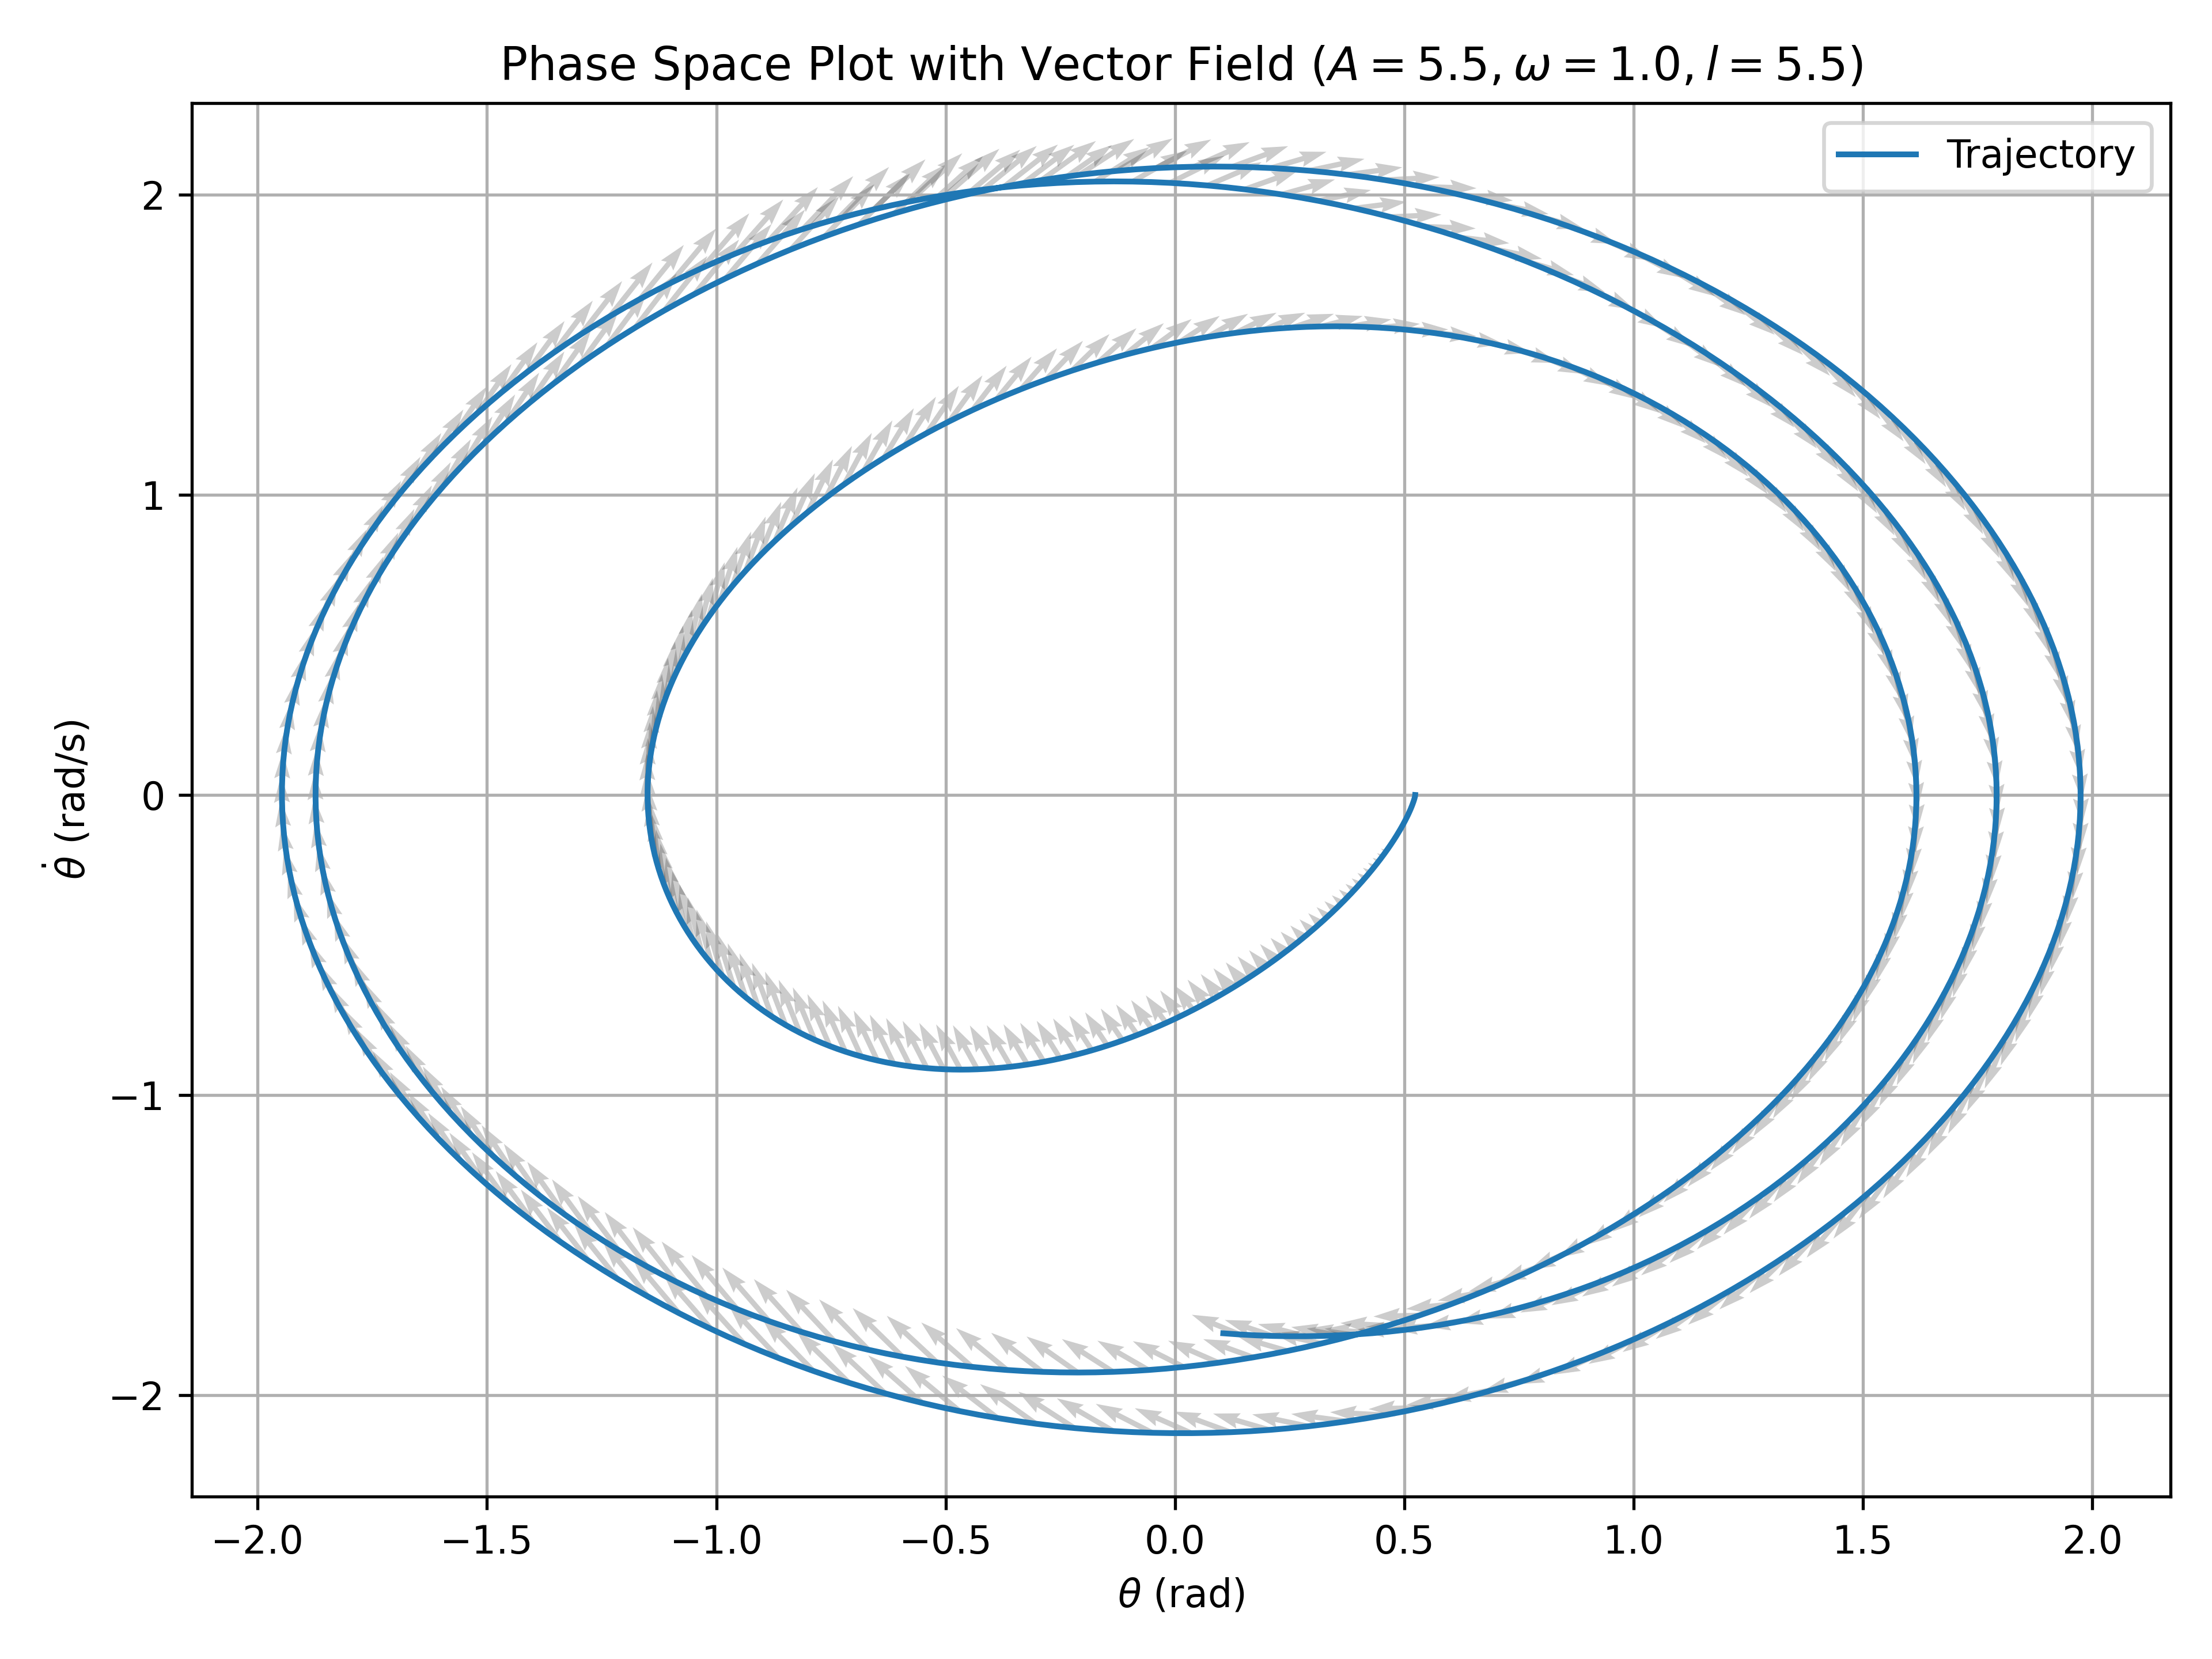 Phase Space Plot with Vector Field (A = 5.5, ω = 1.0, l = 5.5)
Trajectory
2
1
0
−1
−2
θ̇ (rad/s)
−2.0 −1.5 −1.0 −0.5 0.0 0.5 1.0 1.5 2.0
θ (rad)